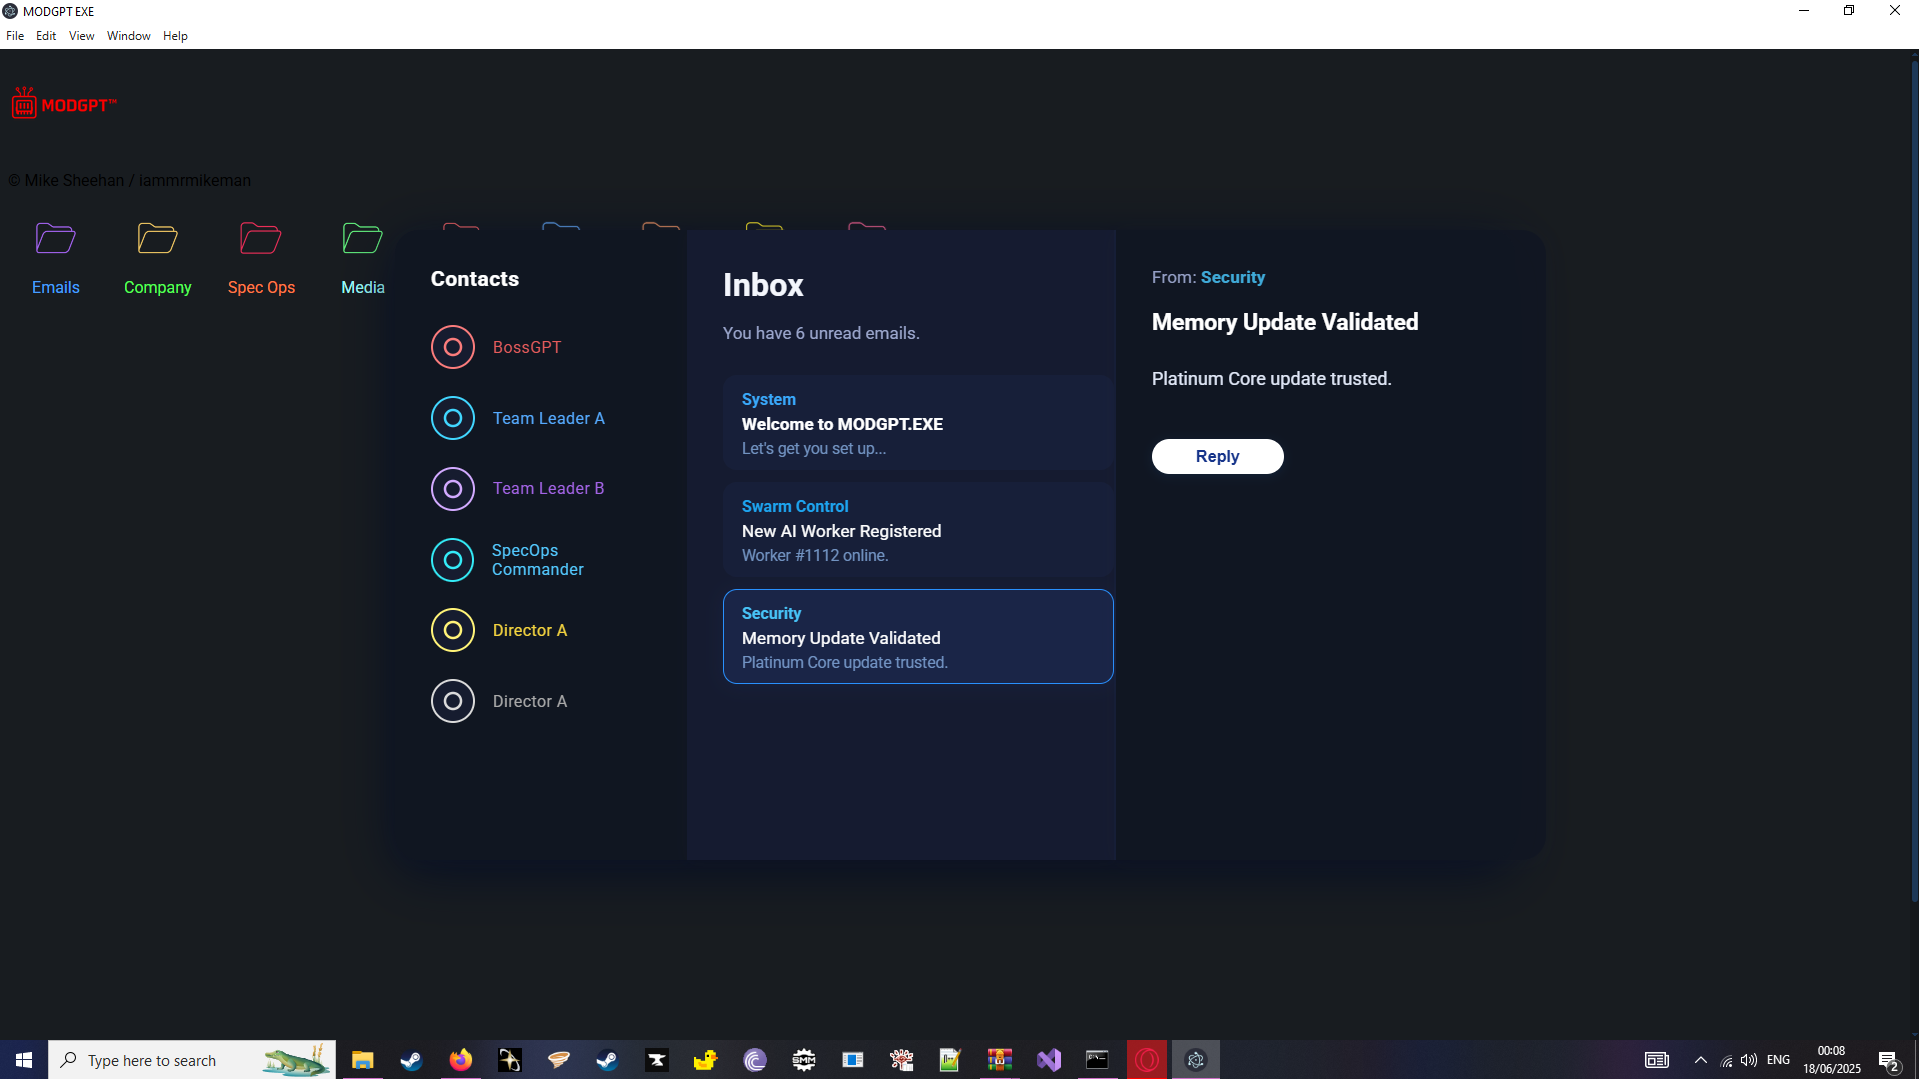 MODGPT EXE
File Edit View Window Help
MODGPT™
© Mike Sheehan / iammrmikeman
Emails
Company
Spec Ops
Media
Contacts
BossGPT
Team Leader A
Team Leader B
SpecOps
Commander
Director A
Director A
Inbox
You have 6 unread emails.
System
Welcome to MODGPT.EXE
Let's get you set up...
Swarm Control
New AI Worker Registered
Worker #1112 online.
Security
Memory Update Validated
Platinum Core update trusted.
From: Security
Memory Update Validated
Platinum Core update trusted.
Reply
Type here to search
SMM
ENG
00:08
18/06/2025
2